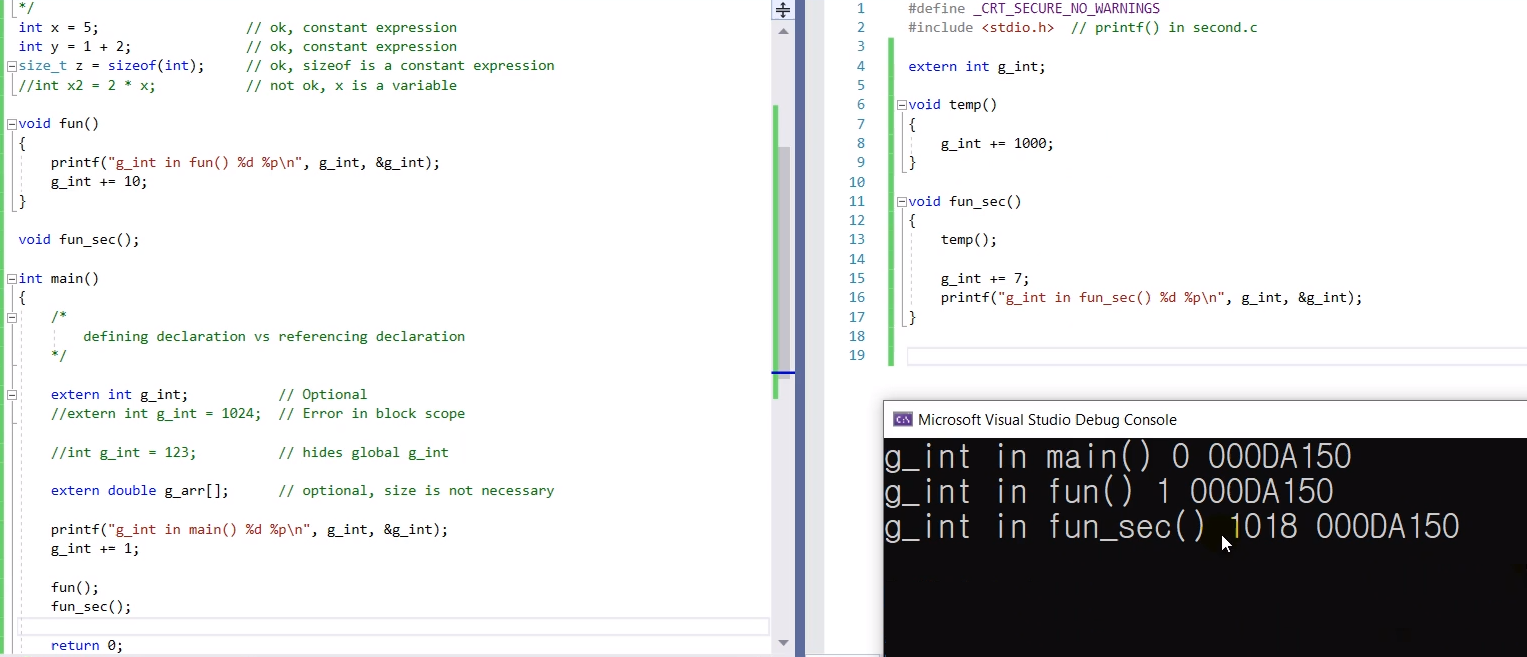 */
int x = 5; // ok, constant expression
int y = 1 + 2; // ok, constant expression
size_t z = sizeof(int); // ok, sizeof is a constant expression
//int x2 = 2 * x; // not ok, x is a variable
void fun()
{
printf("g_int in fun() %d %p\n", g_int, &g_int);
g_int += 10;
}
void fun_sec();
int main()
{
/*
defining declaration vs referencing declaration
*/
extern int g_int; // Optional
//extern int g_int = 1024; // Error in block scope
//int g_int = 123; // hides global g_int
extern double g_arr[]; // optional, size is not necessary
printf("g_int in main() %d %p\n", g_int, &g_int);
g_int += 1;
fun();
fun_sec();
return 0;
1 #define _CRT_SECURE_NO_WARNINGS
2 #include <stdio.h> // printf() in second.c
3
4 extern int g_int;
5
6 void temp()
7 {
8 g_int += 1000;
9 }
10
11 void fun_sec()
12 {
13 temp();
14
15 g_int += 7;
16 printf("g_int in fun_sec() %d %p\n", g_int, &g_int);
17 }
18
19
C:\ Microsoft Visual Studio Debug Console
g_int in main() 0 000DA150
g_int in fun() 1 000DA150
g_int in fun_sec() 1018 000DA150